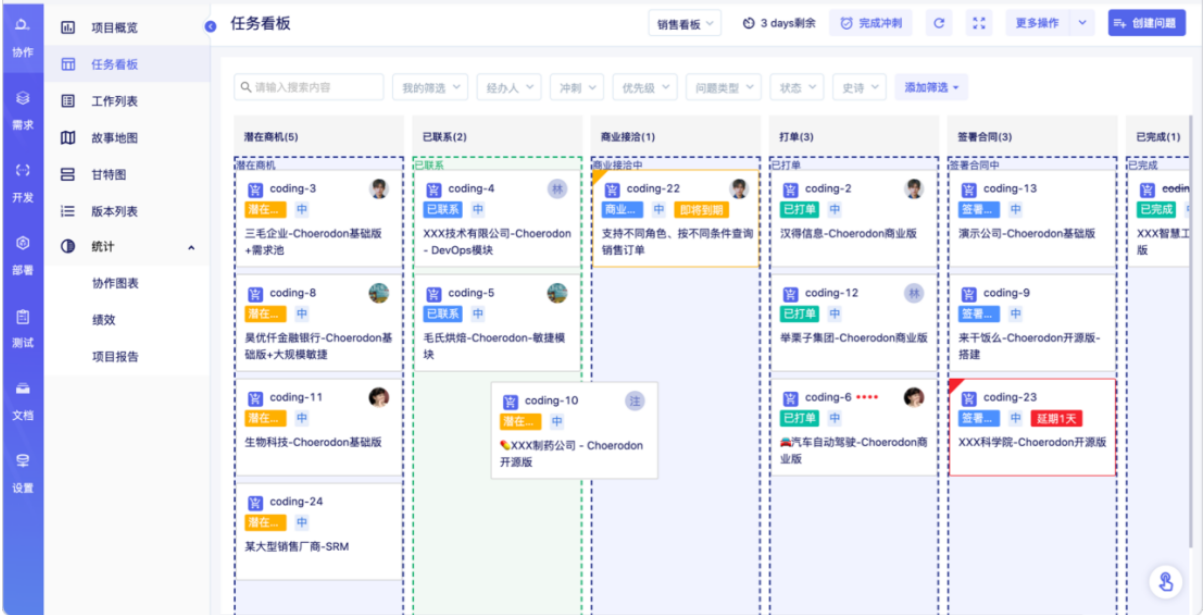 协作
需求
开发
部署
测试
文档
设置
项目概览
任务看板
工作列表
故事地图
甘特图
版本列表
统计
协作图表
绩效
项目报告
任务看板
销售看板
3 days剩余
完成冲刺
更多操作
创建问题
请输入搜索内容
我的筛选
经办人
冲刺
优先级
问题类型
状态
史诗
添加筛选
潜在商机(5)
潜在商机
coding-3
潜在...
中
三毛企业-Choerodon基础版
+需求池
coding-8
潜在...
中
吴优仟金融银行-Choerodon基
础版+大规模敏捷
coding-11
潜在...
中
生物科技-Choerodon基础版
coding-24
潜在...
中
某大型销售厂商-SRM
已联系(2)
已联系
coding-4
林
已联系
中
XXX技术有限公司-Choerodon
- DevOps模块
coding-5
已联系
中
毛氏烘焙-Choerodon-敏捷模
块
coding-10
注
潜在...
中
💊XXX制药公司 - Choerodon
开源版
商业接洽(1)
商业接洽中
coding-22
商业...
中
即将到期
支持不同角色、按不同条件查询
销售订单
打单(3)
已打单
coding-2
已打单
中
汉得信息-Choerodon商业版
coding-12
林
已打单
中
举栗子集团-Choerodon商业版
coding-6 ****
已打单
中
🚘汽车自动驾驶-Choerodon商
业版
签署合同(3)
签署合同中
coding-13
签署...
中
演示公司-Choerodon基础版
coding-9
签署...
中
来干饭么-Choerodon开源版-
搭建
coding-23
签署...
中
延期1天
XXX科学院-Choerodon开源版
已完成(1)
已完成
codin
已完成
XXX智慧工
版